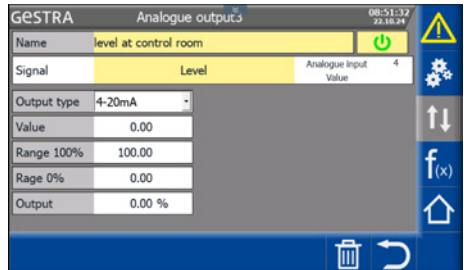 GESTRA Analogue output3 08:51:32
22.10.24
Name level at control room
Signal Level Analogue input 4
Value
Output type 4-20mA
Value 0.00
Range 100% 100.00
Rage 0% 0.00
Output 0.00 %
f(x)